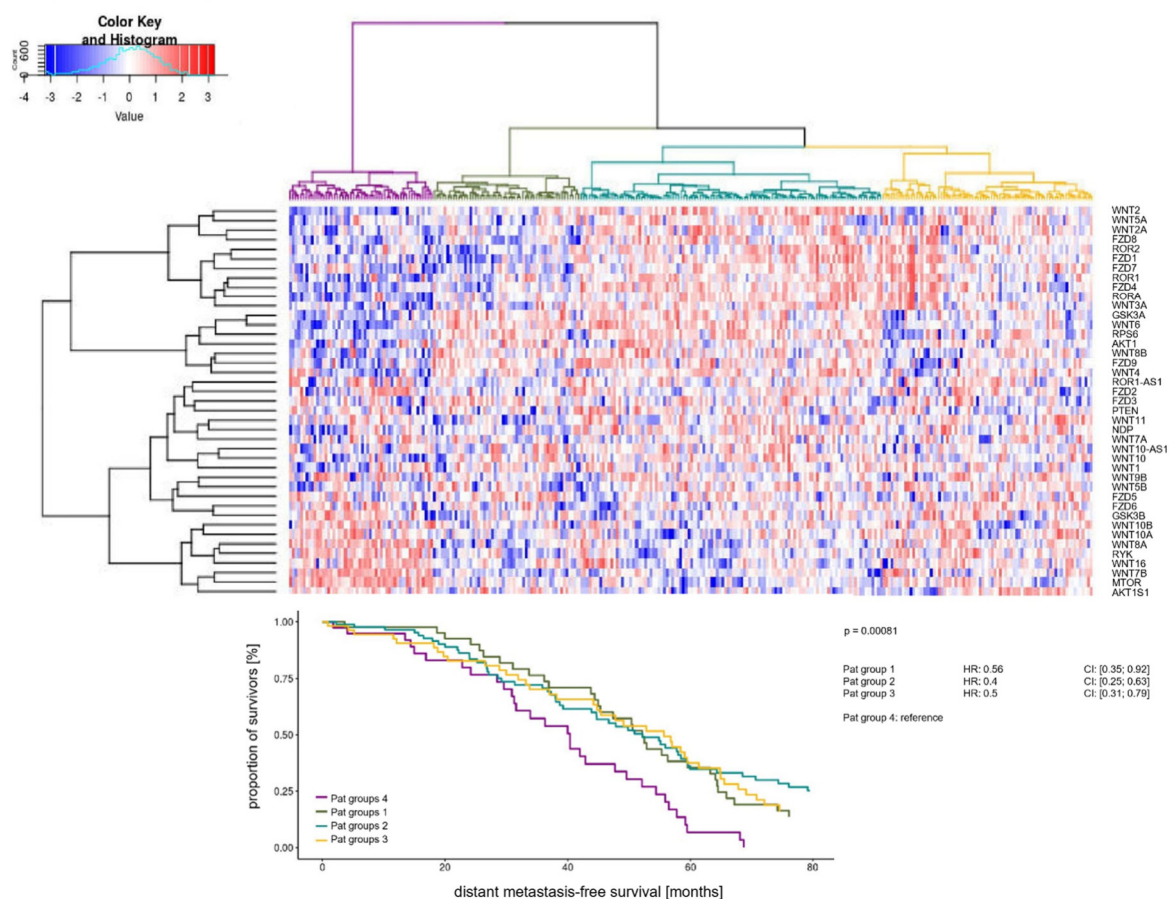 Color Key
and Histogram
Count
0
600
-4 -3 -2 -1 0 1 2 3
Value
WNT2
WNT5A
WNT2A
FZD8
ROR2
FZD1
FZD7
ROR1
FZD4
RORA
WNT3A
GSK3A
WNT6
RPS6
AKT1
WNT8B
FZD9
WNT4
ROR1-AS1
FZD2
FZD3
PTEN
WNT11
NDP
WNT7A
WNT10-AS1
WNT10
WNT1
WNT9B
WNT5B
FZD5
FZD6
GSK3B
WNT10B
WNT10A
WNT8A
RYK
WNT16
WNT7B
MTOR
AKT1S1
proportion of survivors [%]
1.00
0.75
0.50
0.25
0.00
Pat groups 4
Pat groups 1
Pat groups 2
Pat groups 3
0 20 40 60 80
distant metastasis-free survival [months]
p = 0.00081
Pat group 1 HR: 0.56 CI: [0.35; 0.92]
Pat group 2 HR: 0.4 CI: [0.25; 0.63]
Pat group 3 HR: 0.5 CI: [0.31; 0.79]
Pat group 4: reference